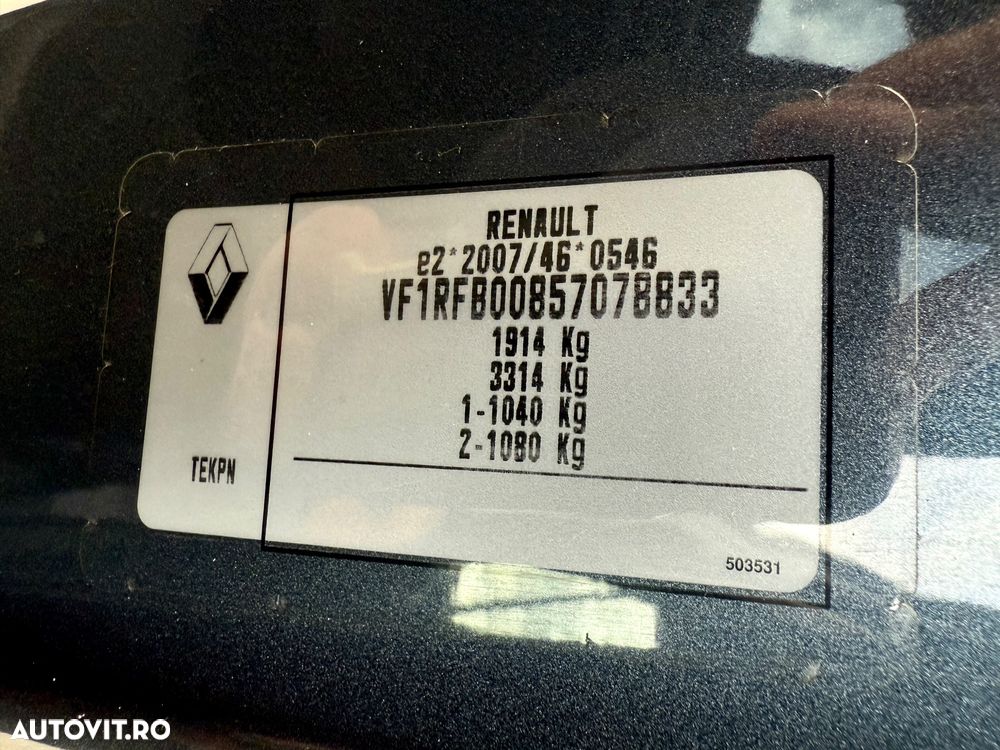 RENAULT
e2*2007/46*0546
VF1RFB00857078833
1914 Kg
3314 Kg
1-1040 Kg
2-1080 Kg
TEKPN
503531
AUTOVIT.RO